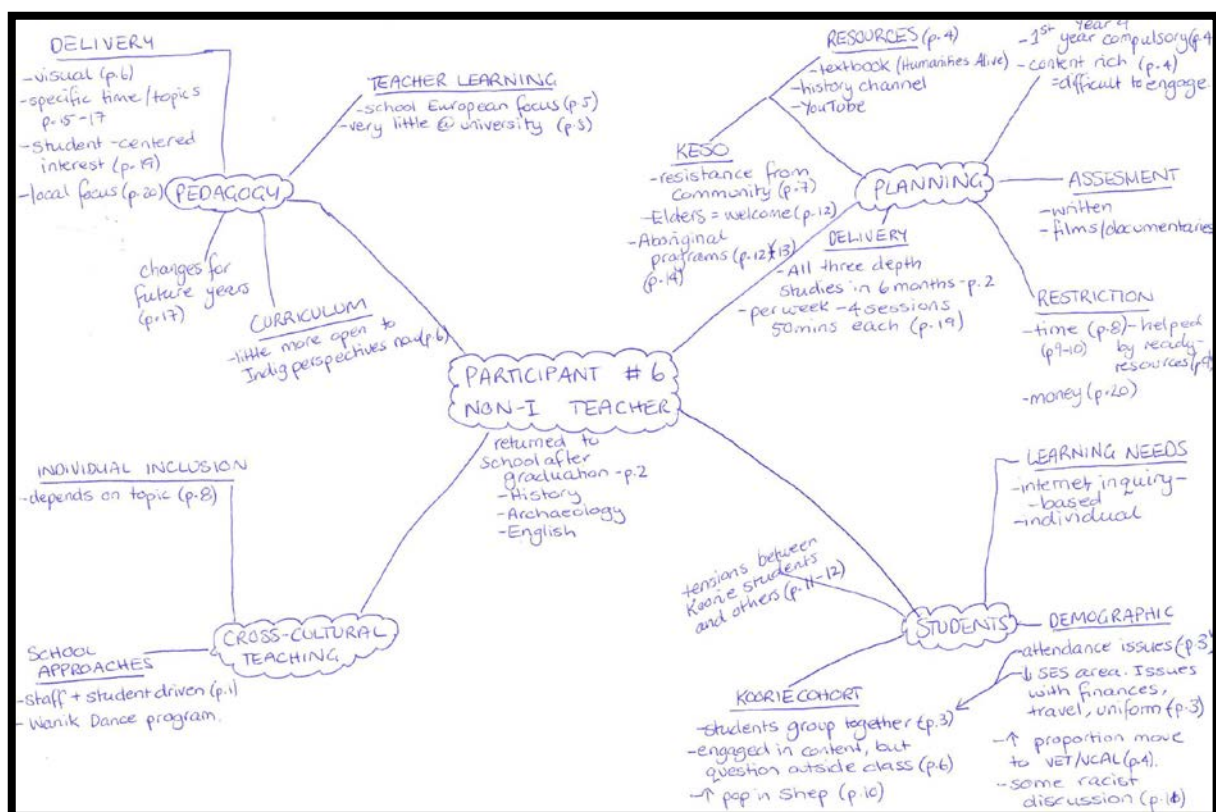 DELIVERY
-visual (p.6)
-specific time/topics
p.15-17
-student-centered
interest (p.19)
-local focus (p.20)
PEDAGOGY
TEACHER LEARNING
-school European focus (p.5)
-very little @ university (p.5)
changes for
future years
(p.17)
CURRICULUM
-little more open to
Indig perspectives now (p.6)
RESOURCES (p.4)
-textbook (Humanities Alive)
-history channel
-YouTube
Year 9
-1st year compulsory (p.4
-content rich (p.4)
=difficult to engage
KESO
-resistance from
community (p.7)
-Elders = welcome (p.12)
-Aboriginal
programs (p.12+13)
(p.14)
PLANNING
ASSESMENT
-written
-films/documentaries
DELIVERY
-All three depth
studies in 6 months -p.2
-per week -4 sessions
50mins each (p.19)
RESTRICTION
-time (p.8) -helped
(p9-10) by ready-
resources (p9)
-money (p.20)
PARTICIPANT #6
NON-I TEACHER
returned to
school after
graduation -p.2
-History
-Archaeology
-English
INDIVIDUAL INCLUSION
-depends on topic (p.8)
CROSS-CULTURAL
TEACHING
SCHOOL
APPROACHES
-staff + student driven (p.1)
-Wanik Dance program.
LEARNING NEEDS
-internet inquiry-
-based
-individual
tensions between
Koorie students
and others (p.11-12)
STUDENTS
DEMOGRAPHIC
-attendance issues (p.3)
-↓ SES area. Issues
with finances,
travel, uniform (p.3)
-↑ proportion move
to VET/VCAL (p.4).
-some racist
discussion
KOORIE COHORT
-students group together (p.3)
-engaged in content, but
question outside class (p.6)
-↑ pop in Shep (p.10)